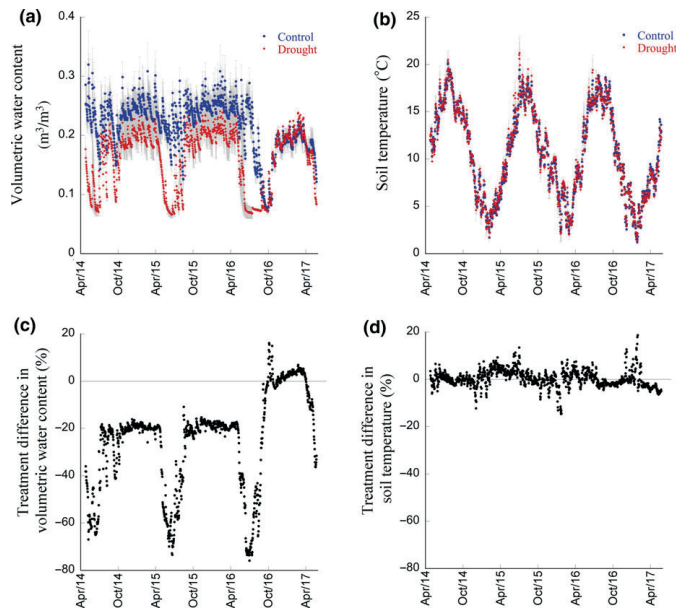 (a)
0.4
0.3
0.2
0.1
0
Volumetric water content
(m³/m³)
Control
Drought
Apr/14
Oct/14
Apr/15
Oct/15
Apr/16
Oct/16
Apr/17
(b)
25
20
15
10
5
0
Soil temperature (°C)
Control
Drought
Apr/14
Oct/14
Apr/15
Oct/15
Apr/16
Oct/16
Apr/17
(c)
20
0
−20
−40
−60
−80
Treatment difference in
volumetric water content (%)
Apr/14
Oct/14
Apr/15
Oct/15
Apr/16
Oct/16
Apr/17
(d)
20
0
−20
−40
−60
−80
Treatment difference in
soil temperature (%)
Apr/14
Oct/14
Apr/15
Oct/15
Apr/16
Oct/16
Apr/17